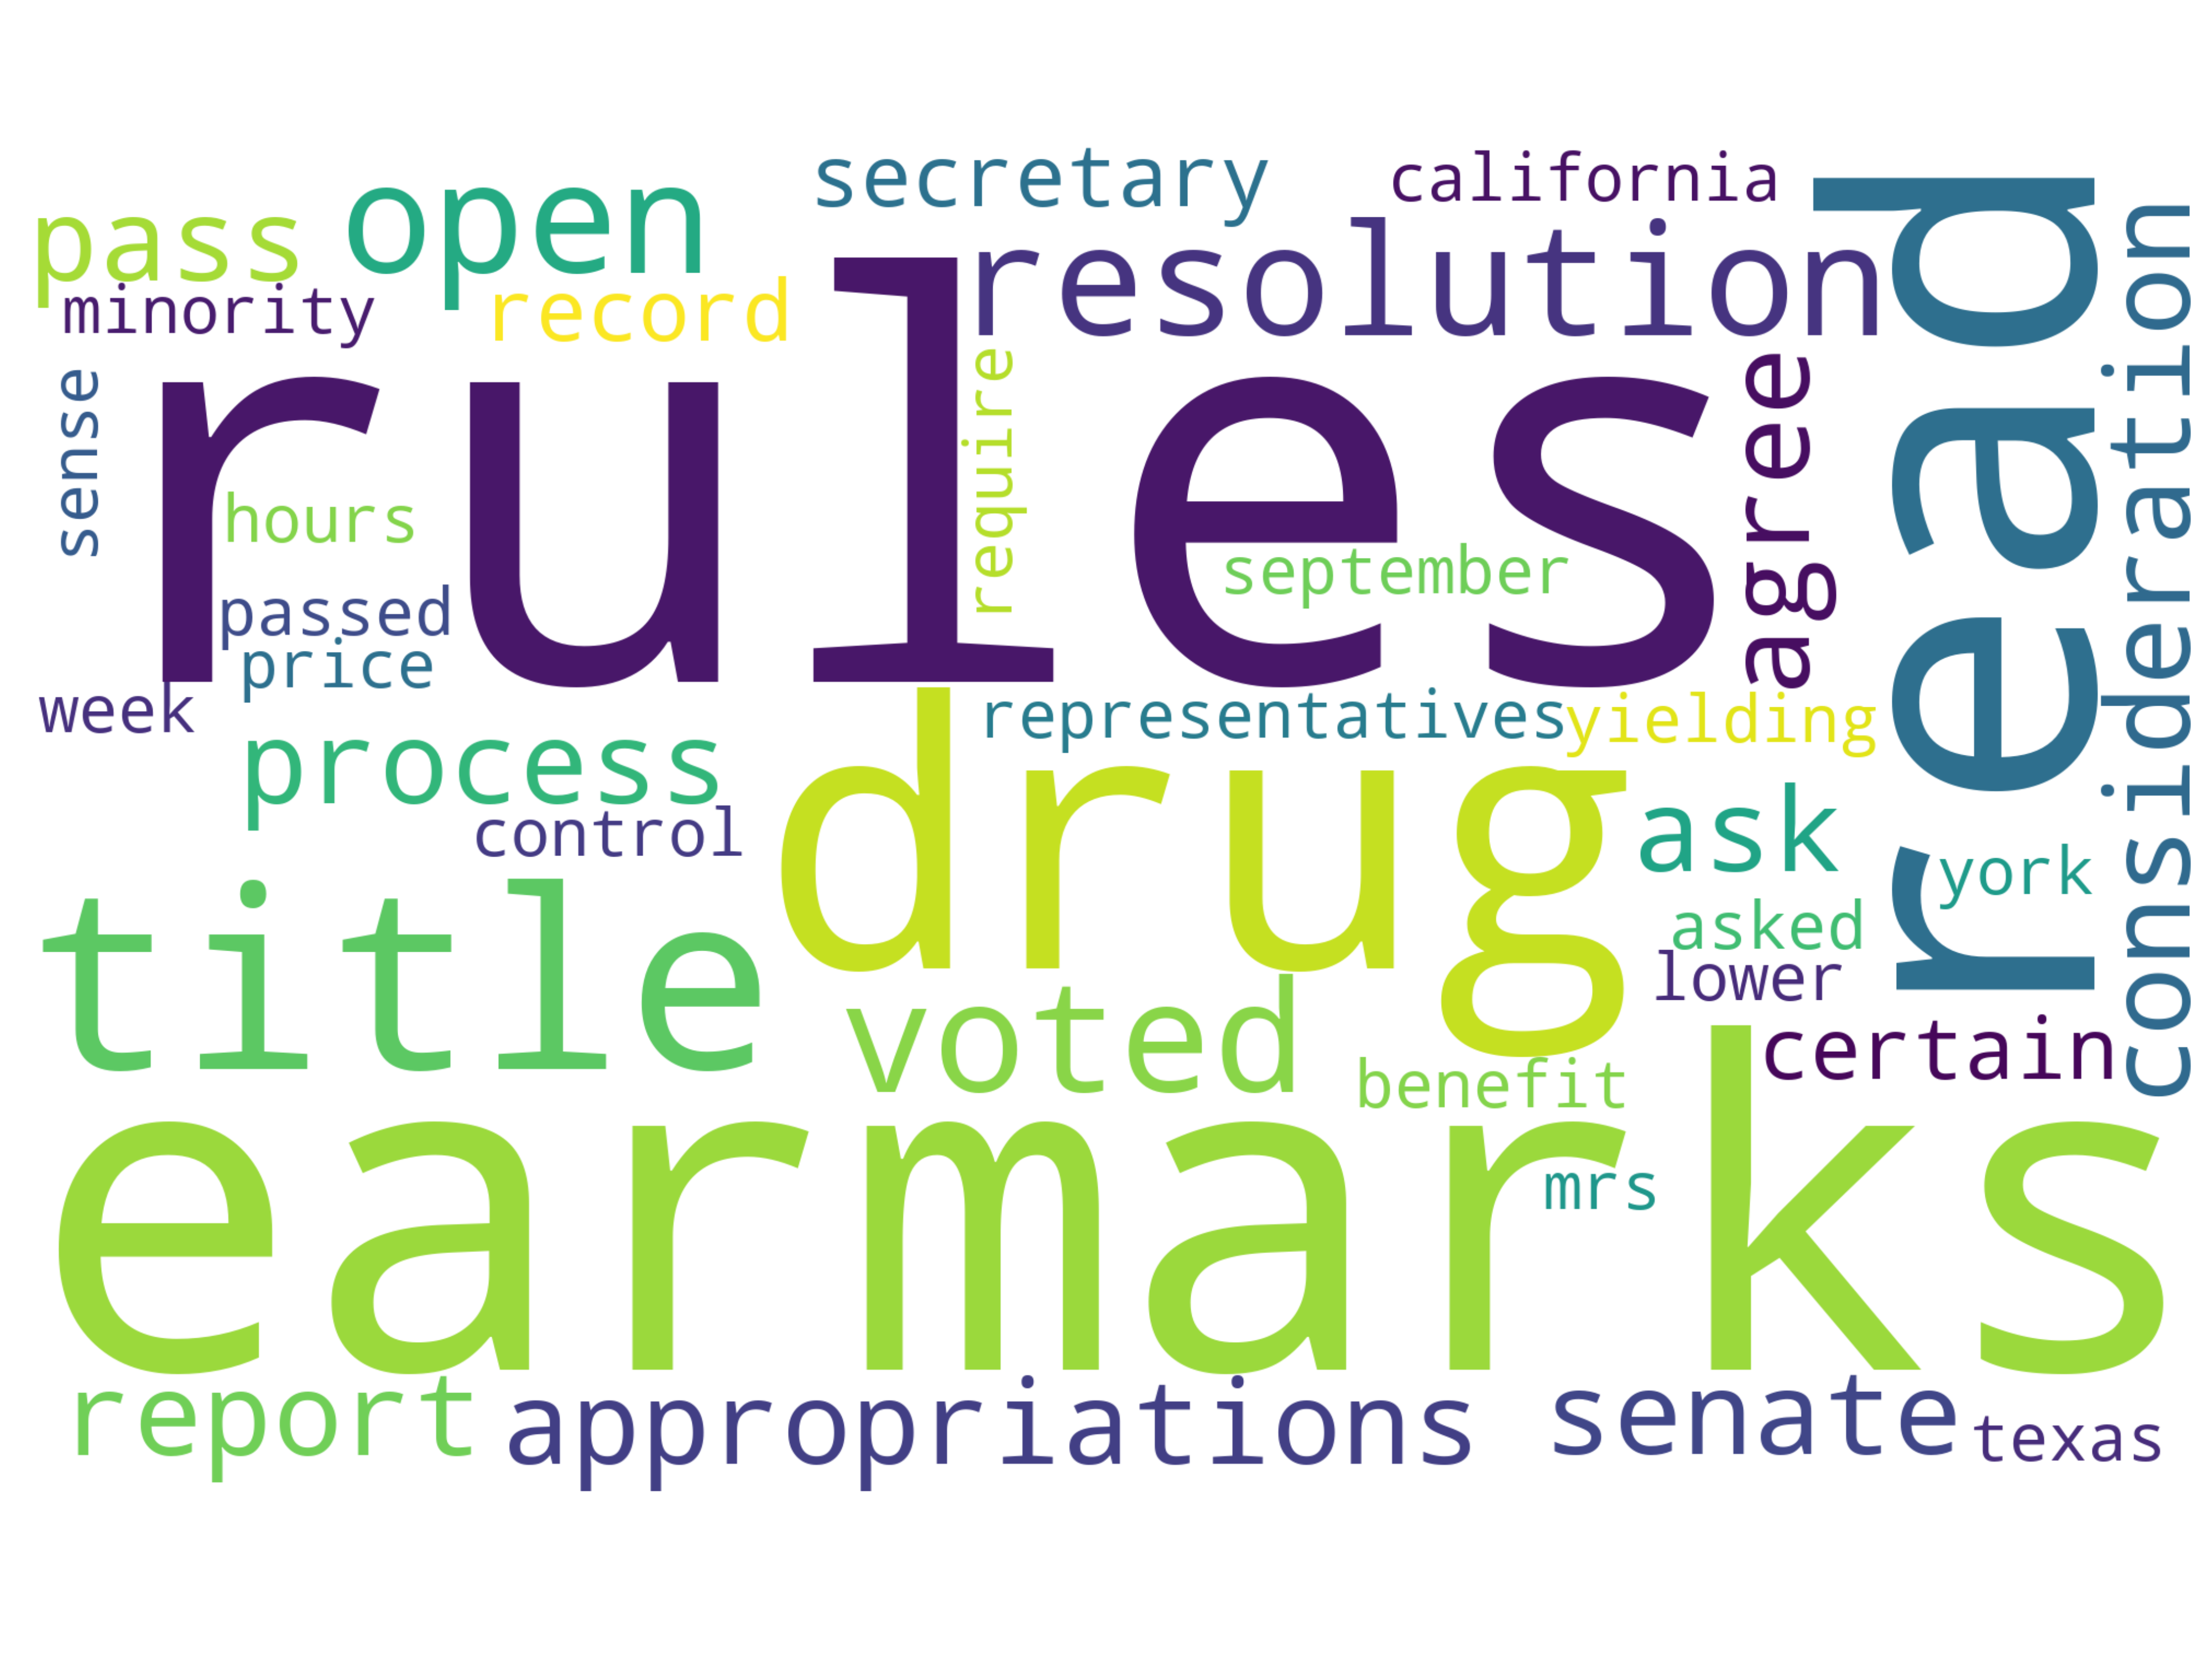 secretary
california
pass
open
resolution
minority
record
rules
read
consideration
sense
require
agree
hours
september
passed
price
week
representatives
yielding
process
drug
control
ask
york
title
asked
lower
voted
certain
benefit
earmarks
mrs
report
appropriations
senate
texas